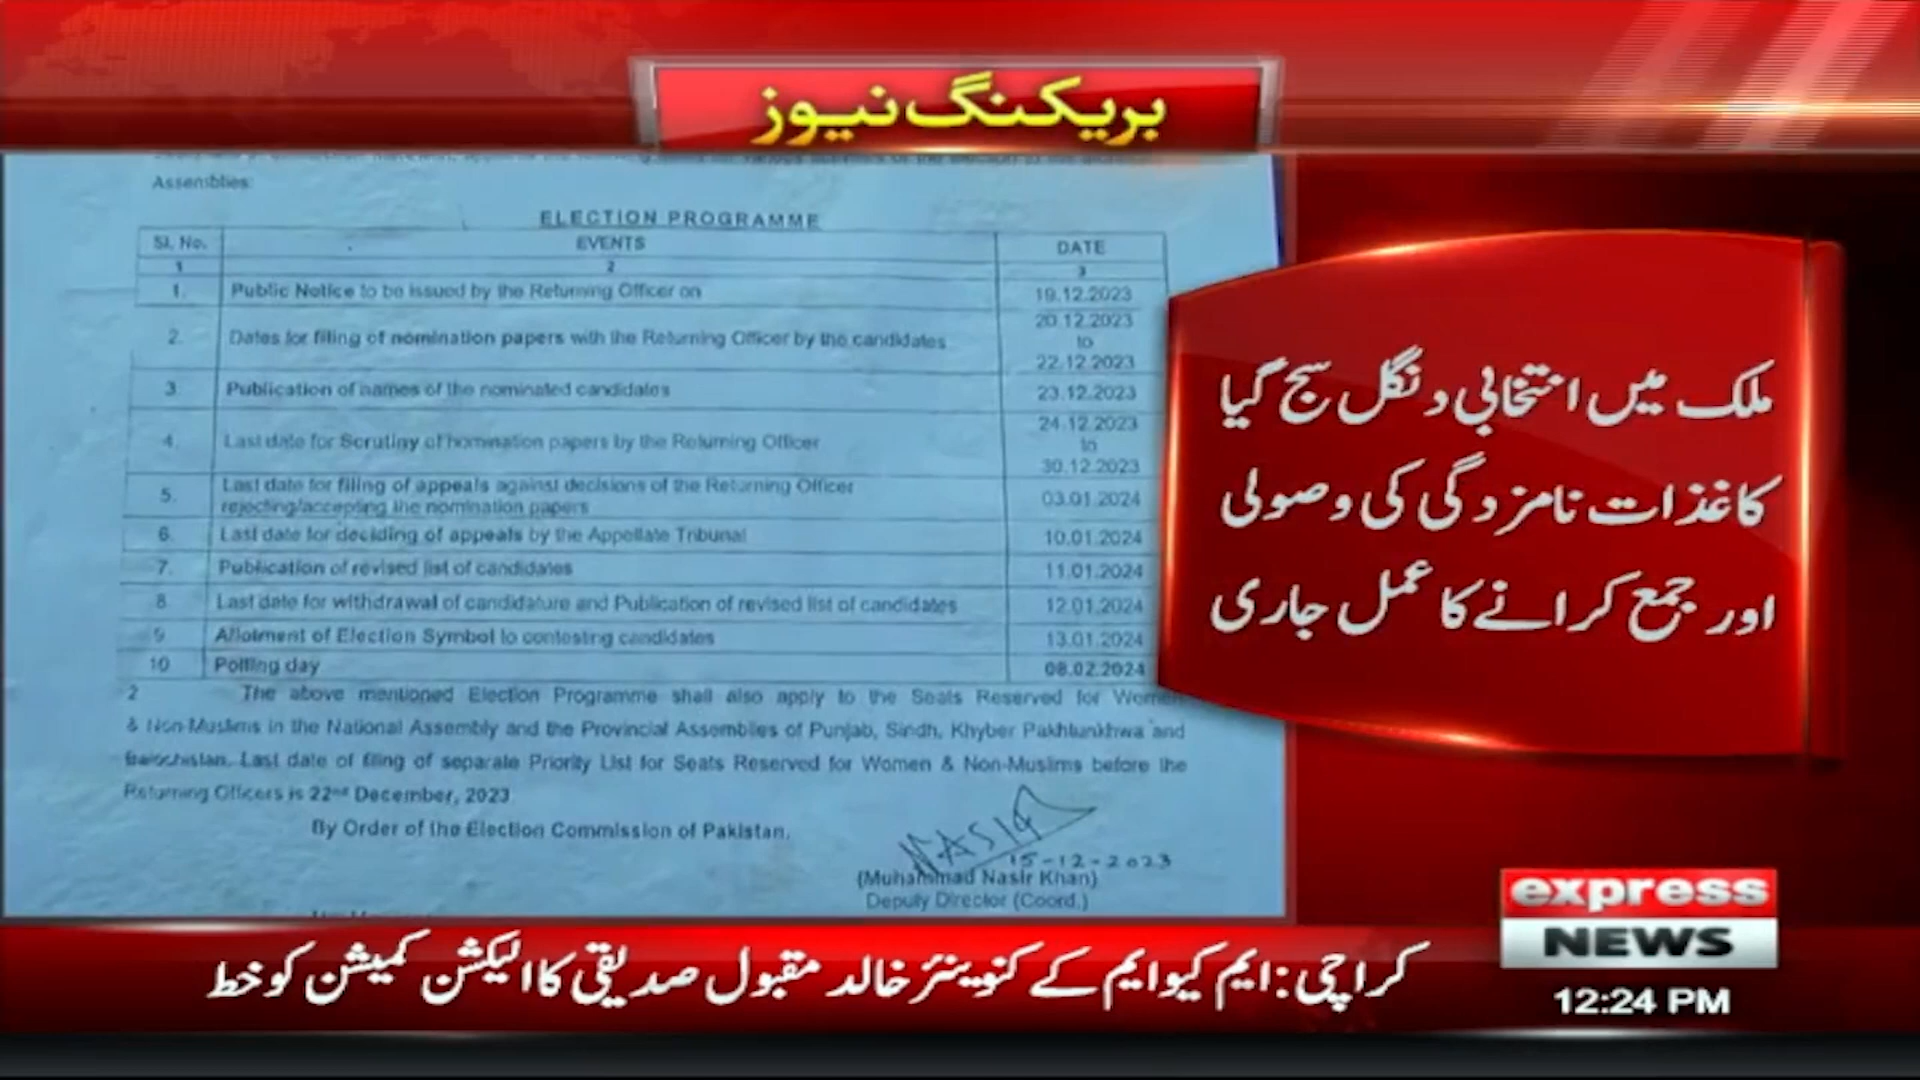 بریکنگ نیوز
Assemblies:
ELECTION PROGRAMME
Sl. No. EVENTS DATE
1 2 3
1. Public Notice to be issued by the Returning Officer on 19.12.2023
2. Dates for filing of nomination papers with the Returning Officer by the candidates 20.12.2023 to 22.12.2023
3. Publication of names of the nominated candidates 23.12.2023
4. Last date for Scrutiny of nomination papers by the Returning Officer 24.12.2023 to 30.12.2023
5. Last date for filing of appeals against decisions of the Returning Officer
rejecting/accepting the nomination papers 03.01.2024
6. Last date for deciding of appeals by the Appellate Tribunal 10.01.2024
7. Publication of revised list of candidates 11.01.2024
8 Last date for withdrawal of candidature and Publication of revised list of candidates 12.01.2024
9. Allotment of Election Symbol to contesting candidates 13.01.2024
10 Polling day 08.02.2024
2 The above mentioned Election Programme shall also apply to the Seats Reserved for Women
& Non-Muslims in the National Assembly and the Provincial Assemblies of Punjab, Sindh, Khyber Pakhtunkhwa and
Balochistan. Last date of filing of separate Priority List for Seats Reserved for Women & Non-Muslims before the
Returning Officers is 22nd December, 2023
By Order of the Election Commission of Pakistan.
15-12-2023
(Muhammad Nasir Khan)
Deputy Director (Coord.)
ملک میں انتخابی دنگل سج گیا
کاغذات نامزدگی کی وصولی
اور جمع کرانے کا عمل جاری
express
NEWS
12:24 PM
کراچی: ایم کیو ایم کے کنوینئر خالد مقبول صدیقی کا الیکشن کمیشن کو خط